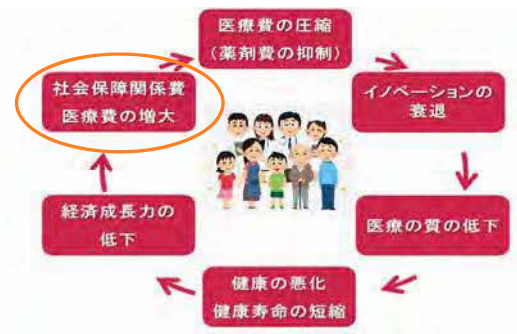 医療費の圧縮
(薬剤費の抑制)
イノベーションの
衰退
医療の質の低下
健康の悪化
健康寿命の短縮
経済成長力の
低下
社会保障関係費
医療費の増大